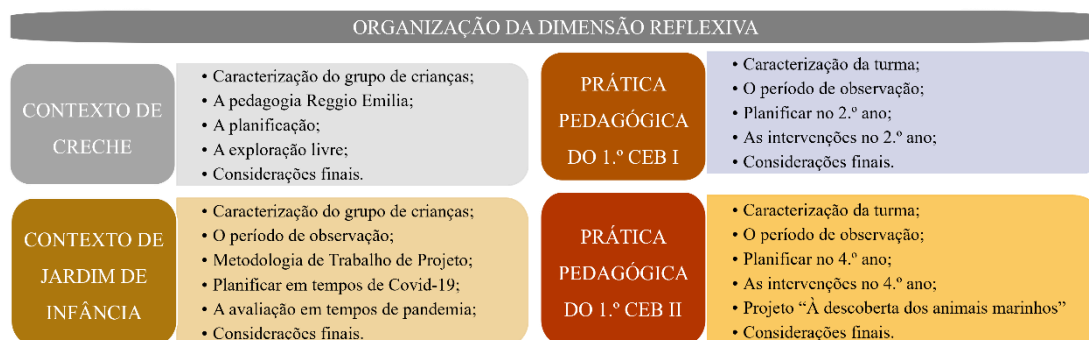 ORGANIZAÇÃO DA DIMENSÃO REFLEXIVA
CONTEXTO DE
CRECHE
• Caracterização do grupo de crianças;
• A pedagogia Reggio Emilia;
• A planificação;
• A exploração livre;
• Considerações finais.
PRÁTICA
PEDAGÓGICA
DO 1.º CEB I
• Caracterização da turma;
• O período de observação;
• Planificar no 2.º ano;
• As intervenções no 2.º ano;
• Considerações finais.
CONTEXTO DE
JARDIM DE
INFÂNCIA
• Caracterização do grupo de crianças;
• O período de observação;
• Metodologia de Trabalho de Projeto;
• Planificar em tempos de Covid-19;
• A avaliação em tempos de pandemia;
• Considerações finais.
PRÁTICA
PEDAGÓGICA
DO 1.º CEB II
• Caracterização da turma;
• O período de observação;
• Planificar no 4.º ano;
• As intervenções no 4.º ano;
• Projeto “À descoberta dos animais marinhos”
• Considerações finais.